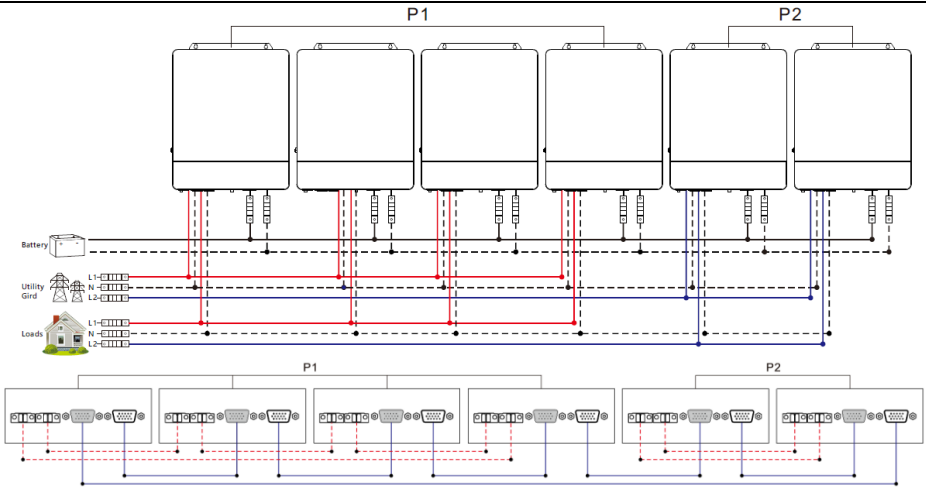 P1 P2
Battery
L1
Utility N
Gird L2
L1
Loads N
L2
P1 P2